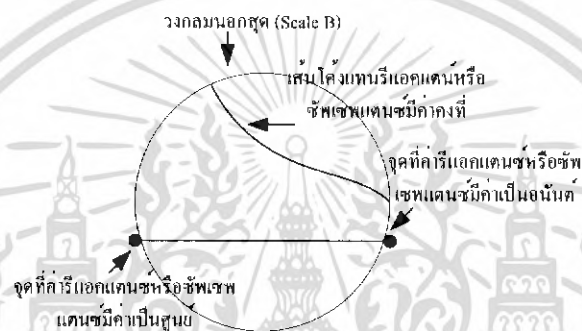 วงกลมนอกสุด (Scale B)
เส้นโค้งแทนรีแอคแตนซ์หรือ
ซัพเซพแตนซ์มีค่าคงที่
จุดที่ค่ารีแอคแตนซ์หรือซัพ
เซพแตนซ์มีค่าเป็นอนันต์
จุดที่ค่ารีแอคแตนซ์หรือซัพเซพ
แตนซ์มีค่าเป็นศูนย์